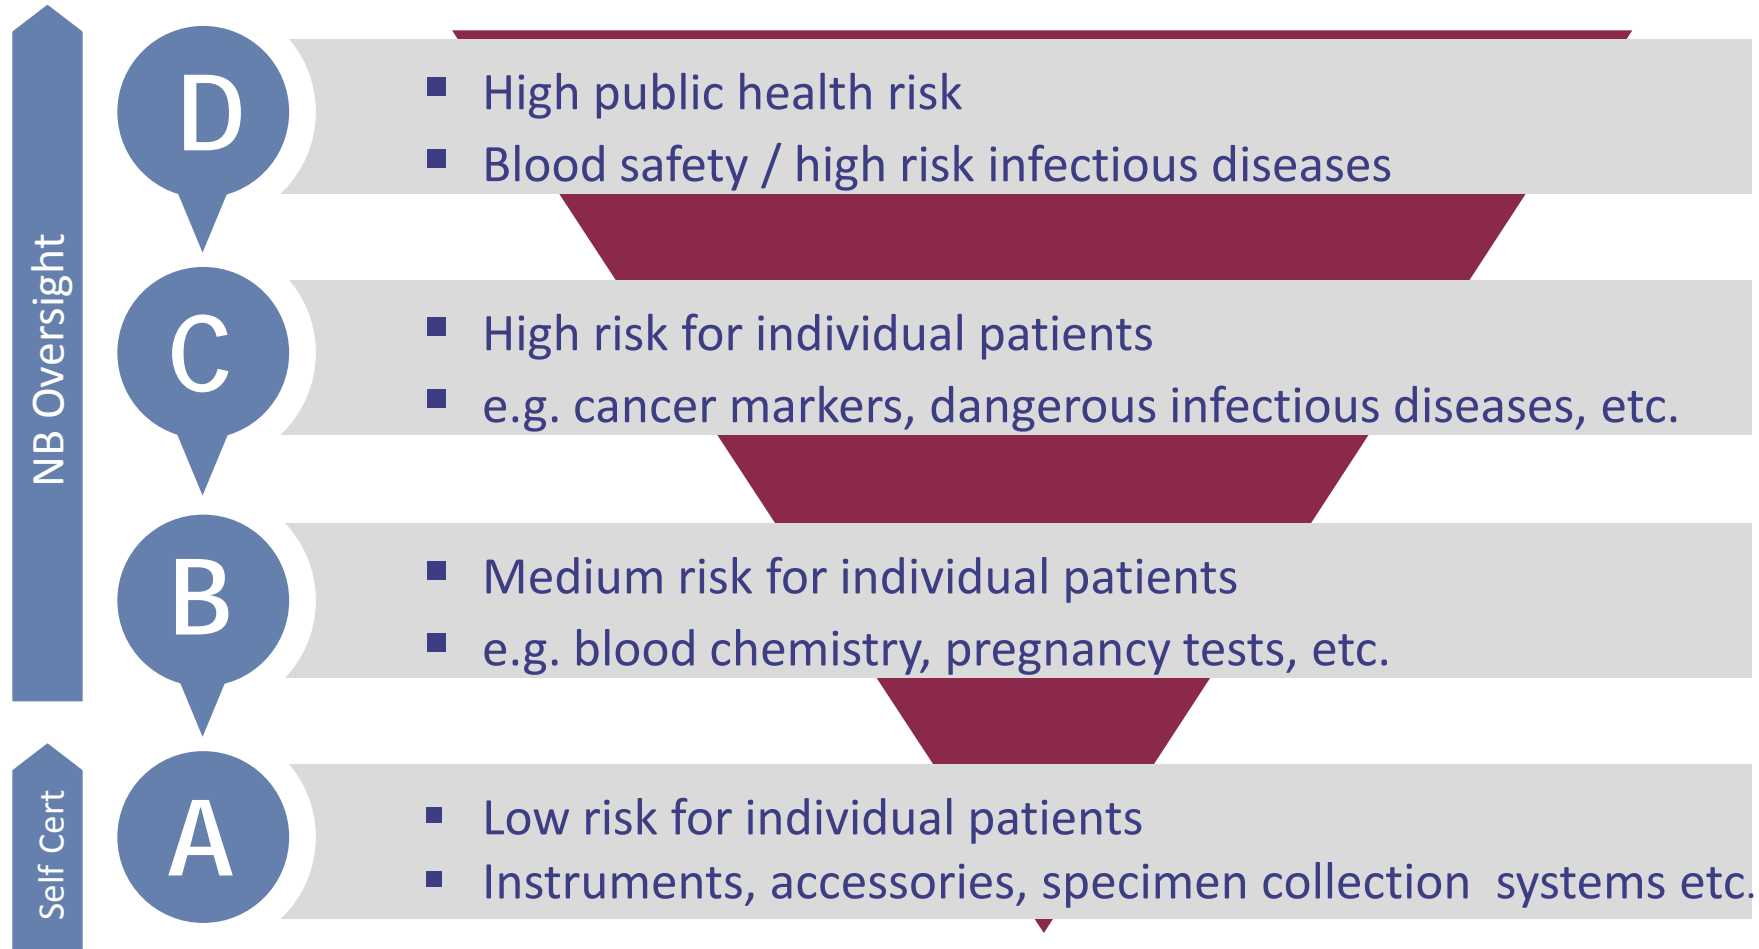 NB Oversight
D
High public health risk
Blood safety / high risk infectious diseases
C
High risk for individual patients
e.g. cancer markers, dangerous infectious diseases, etc.
B
Medium risk for individual patients
e.g. blood chemistry, pregnancy tests, etc.
Self Cert
A
Low risk for individual patients
Instruments, accessories, specimen collection systems etc.